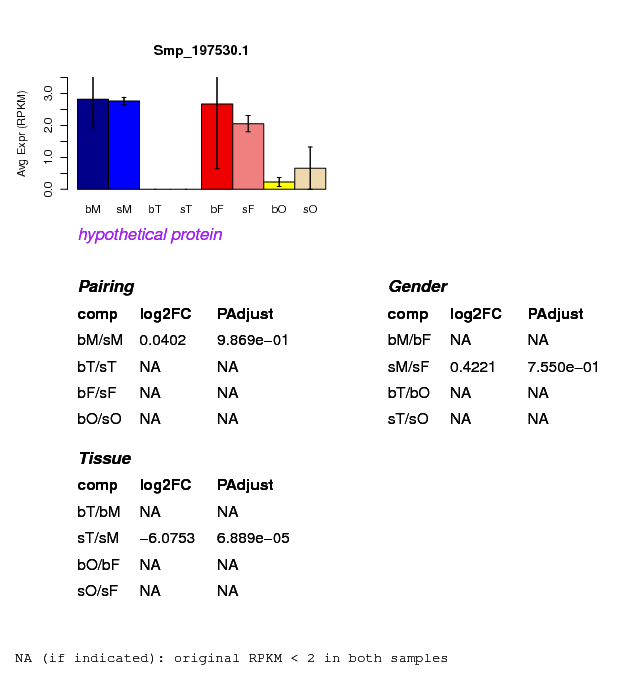 Smp_197530.1
Avg Expr (RPKM)
3.0
2.0
1.0
0.0
bM sM bT sT bF sF bO sO
hypothetical protein
Pairing
comp log2FC PAdjust
bM/sM 0.0402 9.869e−01
bT/sT NA NA
bF/sF NA NA
bO/sO NA NA
Gender
comp log2FC PAdjust
bM/bF NA NA
sM/sF 0.4221 7.550e−01
bT/bO NA NA
sT/sO NA NA
Tissue
comp log2FC PAdjust
bT/bM NA NA
sT/sM −6.0753 6.889e−05
bO/bF NA NA
sO/sF NA NA
NA (if indicated): original RPKM < 2 in both samples